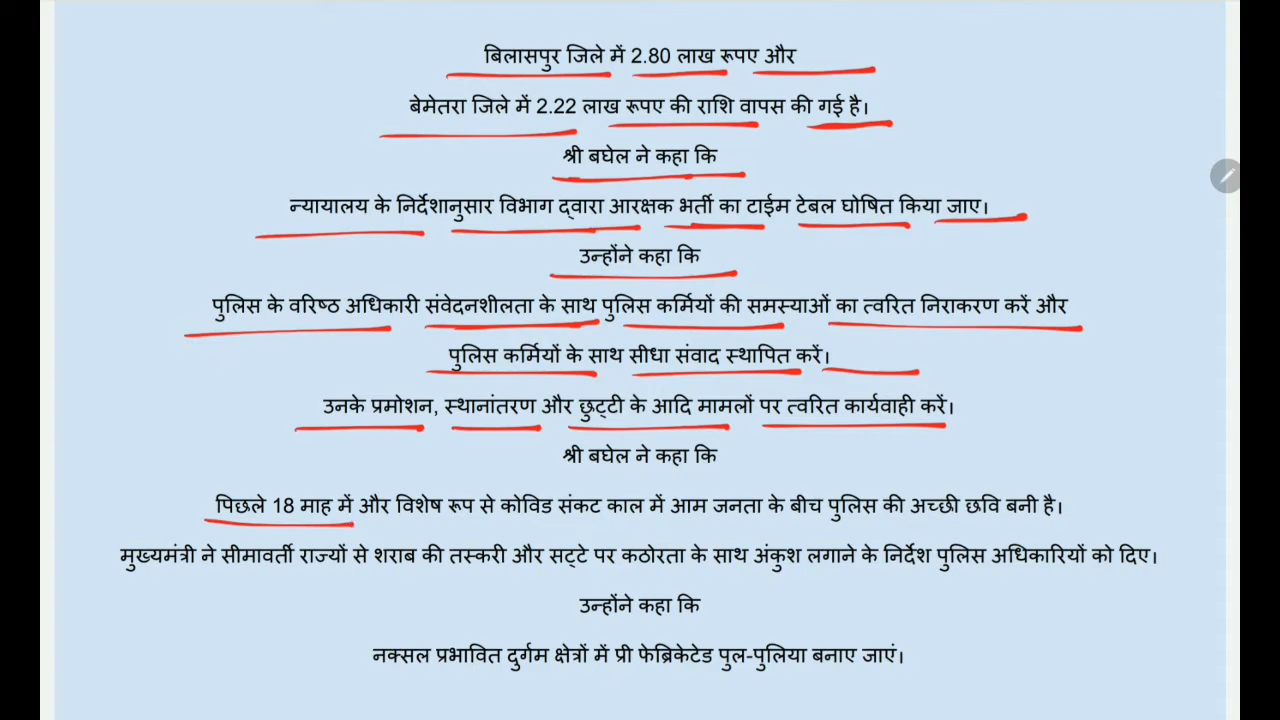 बिलासपुर जिले में 2.80 लाख रूपए और
बेमेतरा जिले में 2.22 लाख रूपए की राशि वापस की गई है।
श्री बघेल ने कहा कि
न्यायालय के निर्देशानुसार विभाग द्वारा आरक्षक भर्ती का टाईम टेबल घोषित किया जाए।
उन्होंने कहा कि
पुलिस के वरिष्ठ अधिकारी संवेदनशीलता के साथ पुलिस कर्मियों की समस्याओं का त्वरित निराकरण करें और
पुलिस कर्मियों के साथ सीधा संवाद स्थापित करें।
उनके प्रमोशन, स्थानांतरण और छुट्टी के आदि मामलों पर त्वरित कार्यवाही करें।
श्री बघेल ने कहा कि
पिछले 18 माह में और विशेष रूप से कोविड संकट काल में आम जनता के बीच पुलिस की अच्छी छवि बनी है।
मुख्यमंत्री ने सीमावर्ती राज्यों से शराब की तस्करी और सट्टे पर कठोरता के साथ अंकुश लगाने के निर्देश पुलिस अधिकारियों को दिए।
उन्होंने कहा कि
नक्सल प्रभावित दुर्गम क्षेत्रों में प्री फेब्रिकेटेड पुल-पुलिया बनाए जाएं।